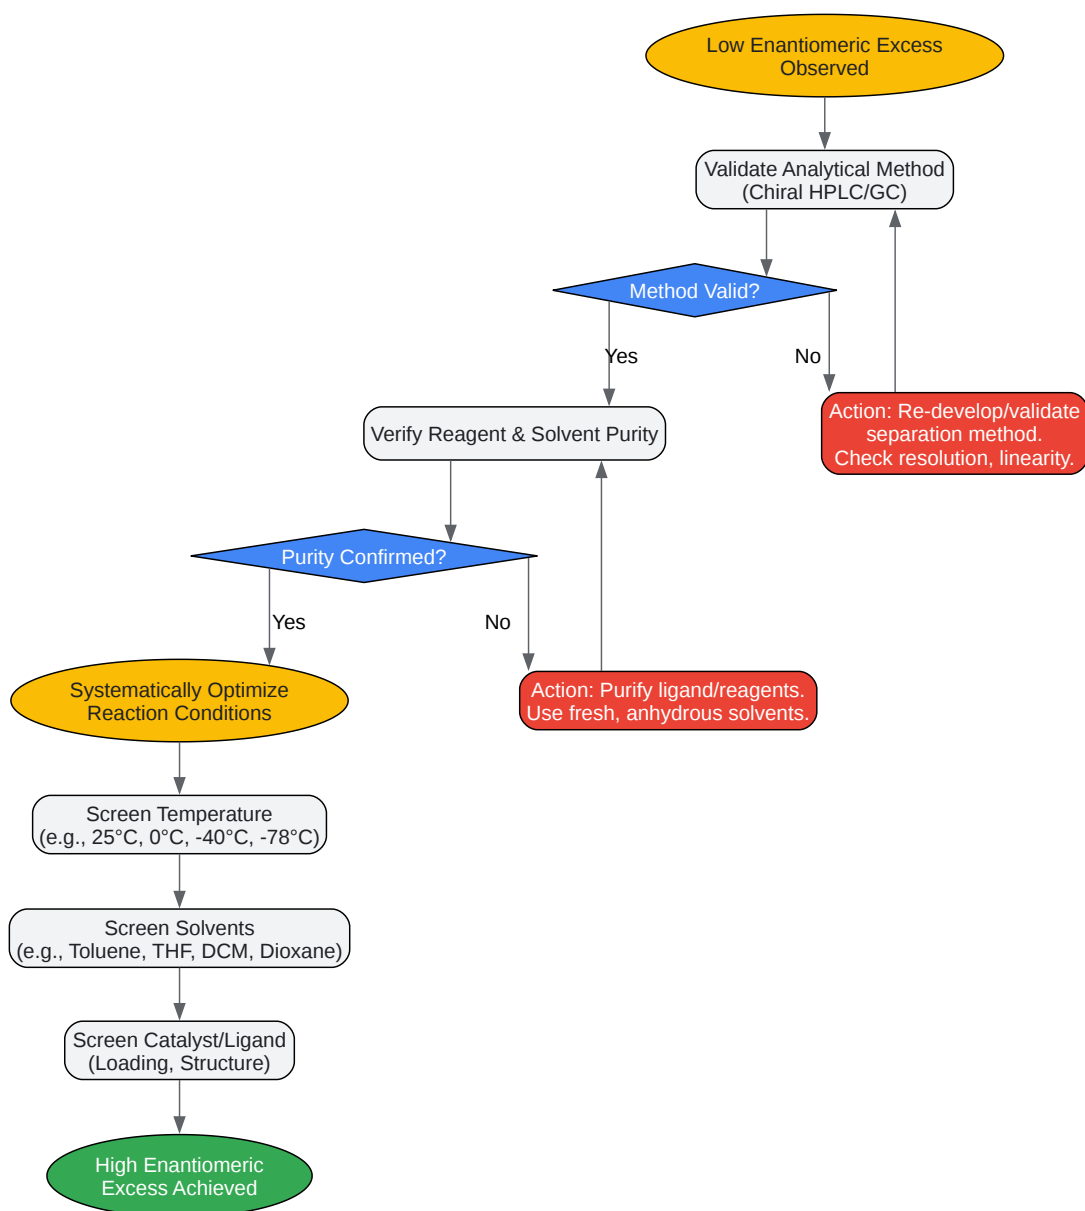 Low Enantiomeric Excess
Observed
Validate Analytical Method
(Chiral HPLC/GC)
Method Valid?
Yes
No
Action: Re-develop/validate
separation method.
Check resolution, linearity.
Verify Reagent & Solvent Purity
Purity Confirmed?
Yes
No
Systematically Optimize
Reaction Conditions
Action: Purify ligand/reagents.
Use fresh, anhydrous solvents.
Screen Temperature
(e.g., 25°C, 0°C, -40°C, -78°C)
Screen Solvents
(e.g., Toluene, THF, DCM, Dioxane)
Screen Catalyst/Ligand
(Loading, Structure)
High Enantiomeric
Excess Achieved